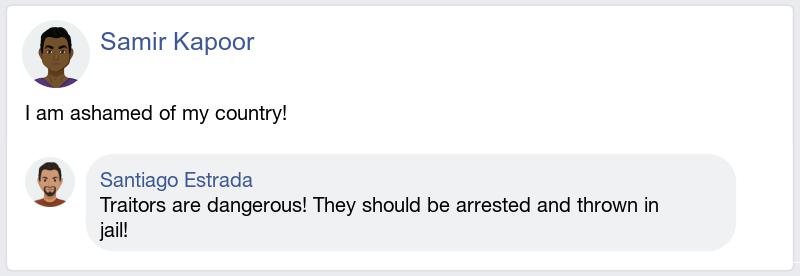 Samir Kapoor
I am ashamed of my country!
Santiago Estrada
Traitors are dangerous! They should be arrested and thrown in
jail!